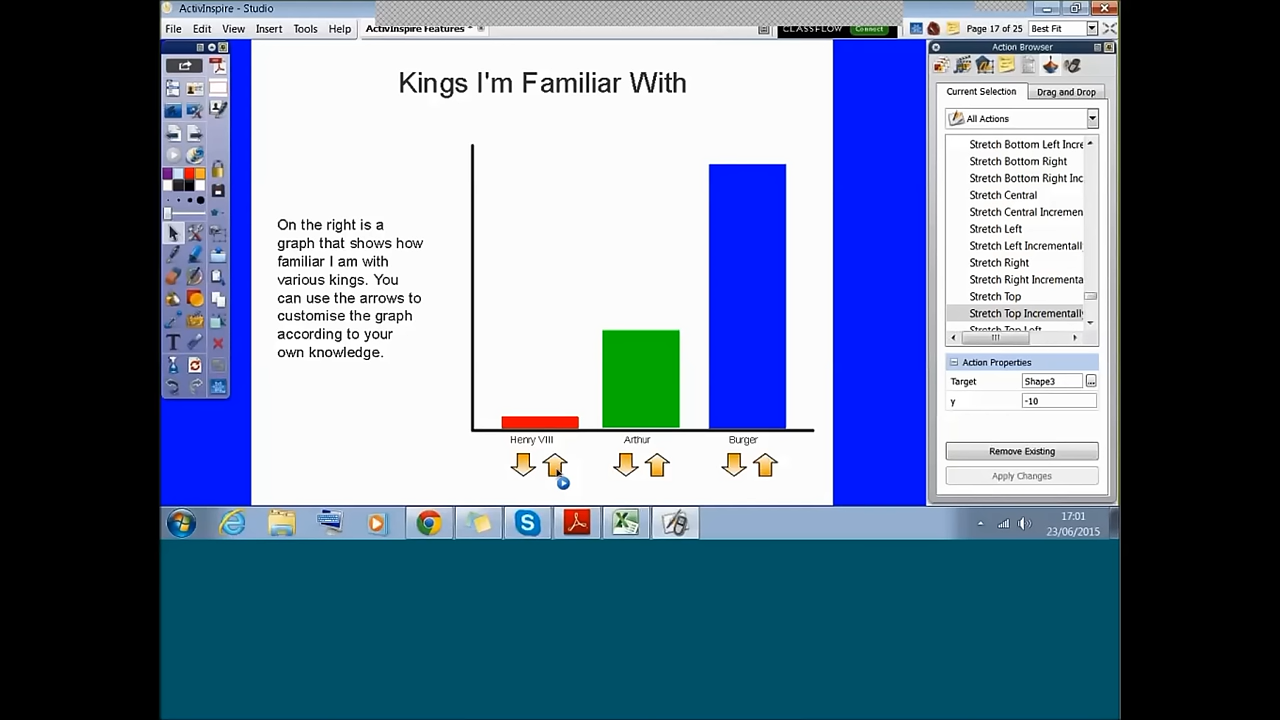 ActivInspire - Studio
File Edit View Insert Tools Help
ActivInspire Features *
CLASSFLOW Connect
Page 17 of 25 Best Fit
Kings I'm Familiar With
On the right is a
graph that shows how
familiar I am with
various kings. You
can use the arrows to
customise the graph
according to your
own knowledge.
Henry VIII Arthur Burger
Action Browser
Current Selection Drag and Drop
All Actions
Stretch Bottom Left Incre
Stretch Bottom Right
Stretch Bottom Right Inc
Stretch Central
Stretch Central Incremen
Stretch Left
Stretch Left Incrementall
Stretch Right
Stretch Right Incrementa
Stretch Top
Stretch Top Incrementall
Stretch Top Left
Action Properties
Target Shape3 ...
y -10
Remove Existing
Apply Changes
17:01
23/06/2015